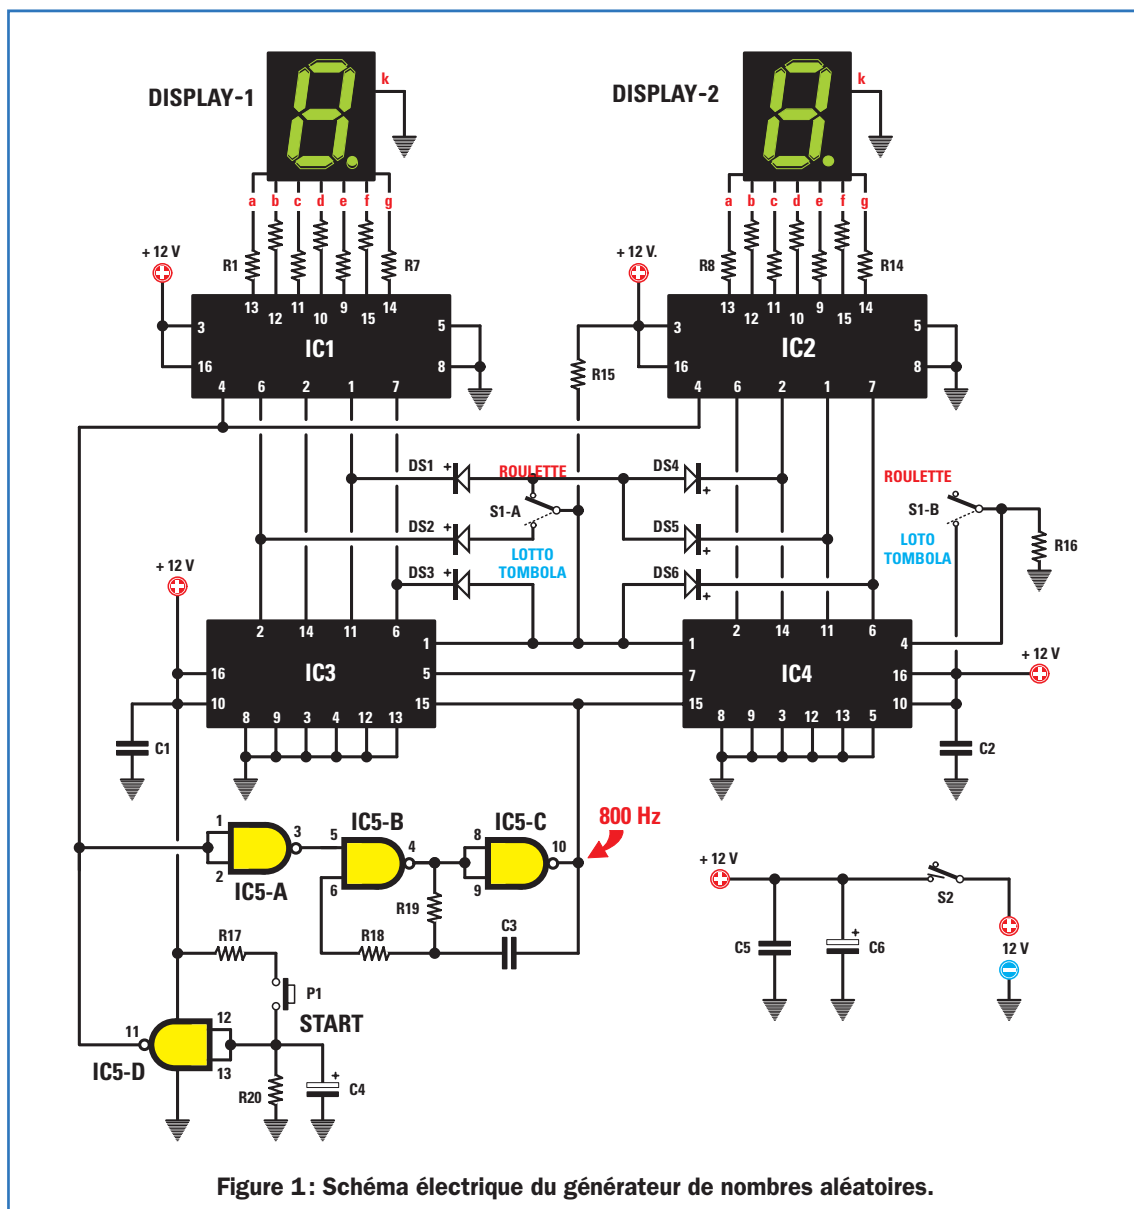 DISPLAY-1
k
DISPLAY-2
k
a b c d e f g
a b c d e f g
+ 12 V
R1
R7
+ 12 V.
R8
R14
13 12 11 10 9 15 14
3
5
IC1
16
8
4 6 2 1 7
R15
13 12 11 10 9 15 14
3
5
IC2
16
8
4 6 2 1 7
DS1 +
ROULETTE
DS4
+
S1-A
DS2 +
LOTTO
TOMBOLA
DS5
+
DS3 +
DS6
+
ROULETTE
S1-B
LOTO
TOMBOLA
R16
+ 12 V
2 14 11 6
1
16
IC3
5
10
15
8 9 3 4 12 13
C1
2 14 11 6
1
4
7
IC4
16
15
10
8 9 3 12 13 5
+ 12 V
C2
1
3
2
IC5-A
IC5-B
5
4
6
IC5-C
8
10
9
800 Hz
R19
R18
C3
R17
P1
START
11
12
13
IC5-D
R20
+
C4
+ 12 V
S2
C5
+
C6
12 V
Figure 1: Schéma électrique du générateur de nombres aléatoires.